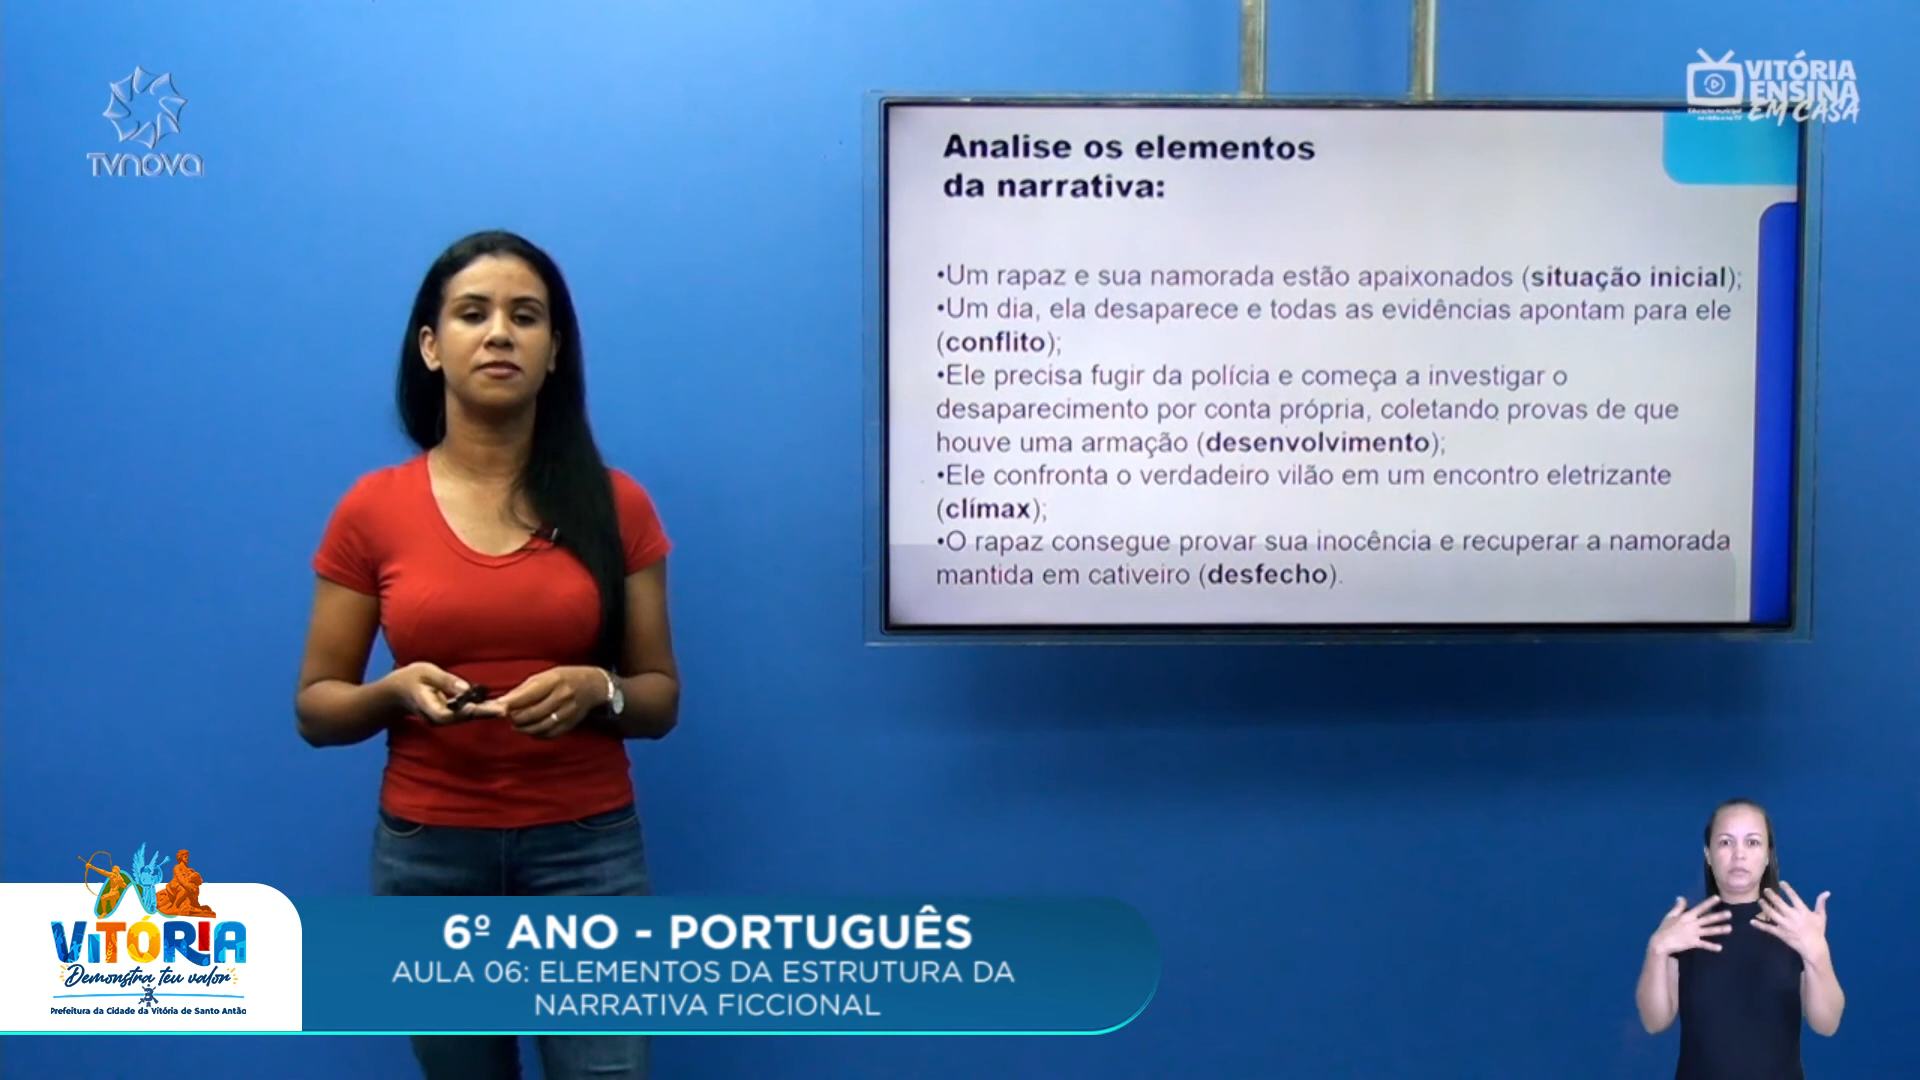 TVNOVA
VITÓRIA
ENSINA
EM CASA
Analise os elementos
da narrativa:
•Um rapaz e sua namorada estão apaixonados (situação inicial);
•Um dia, ela desaparece e todas as evidências apontam para ele
(conflito);
•Ele precisa fugir da polícia e começa a investigar o
desaparecimento por conta própria, coletando provas de que
houve uma armação (desenvolvimento);
•Ele confronta o verdadeiro vilão em um encontro eletrizante
(clímax);
•O rapaz consegue provar sua inocência e recuperar a namorada
mantida em cativeiro (desfecho).
VITÓRIA
Demonstra teu valor
Prefeitura da Cidade da Vitória de Santo Antão
6º ANO - PORTUGUÊS
AULA 06: ELEMENTOS DA ESTRUTURA DA
NARRATIVA FICCIONAL